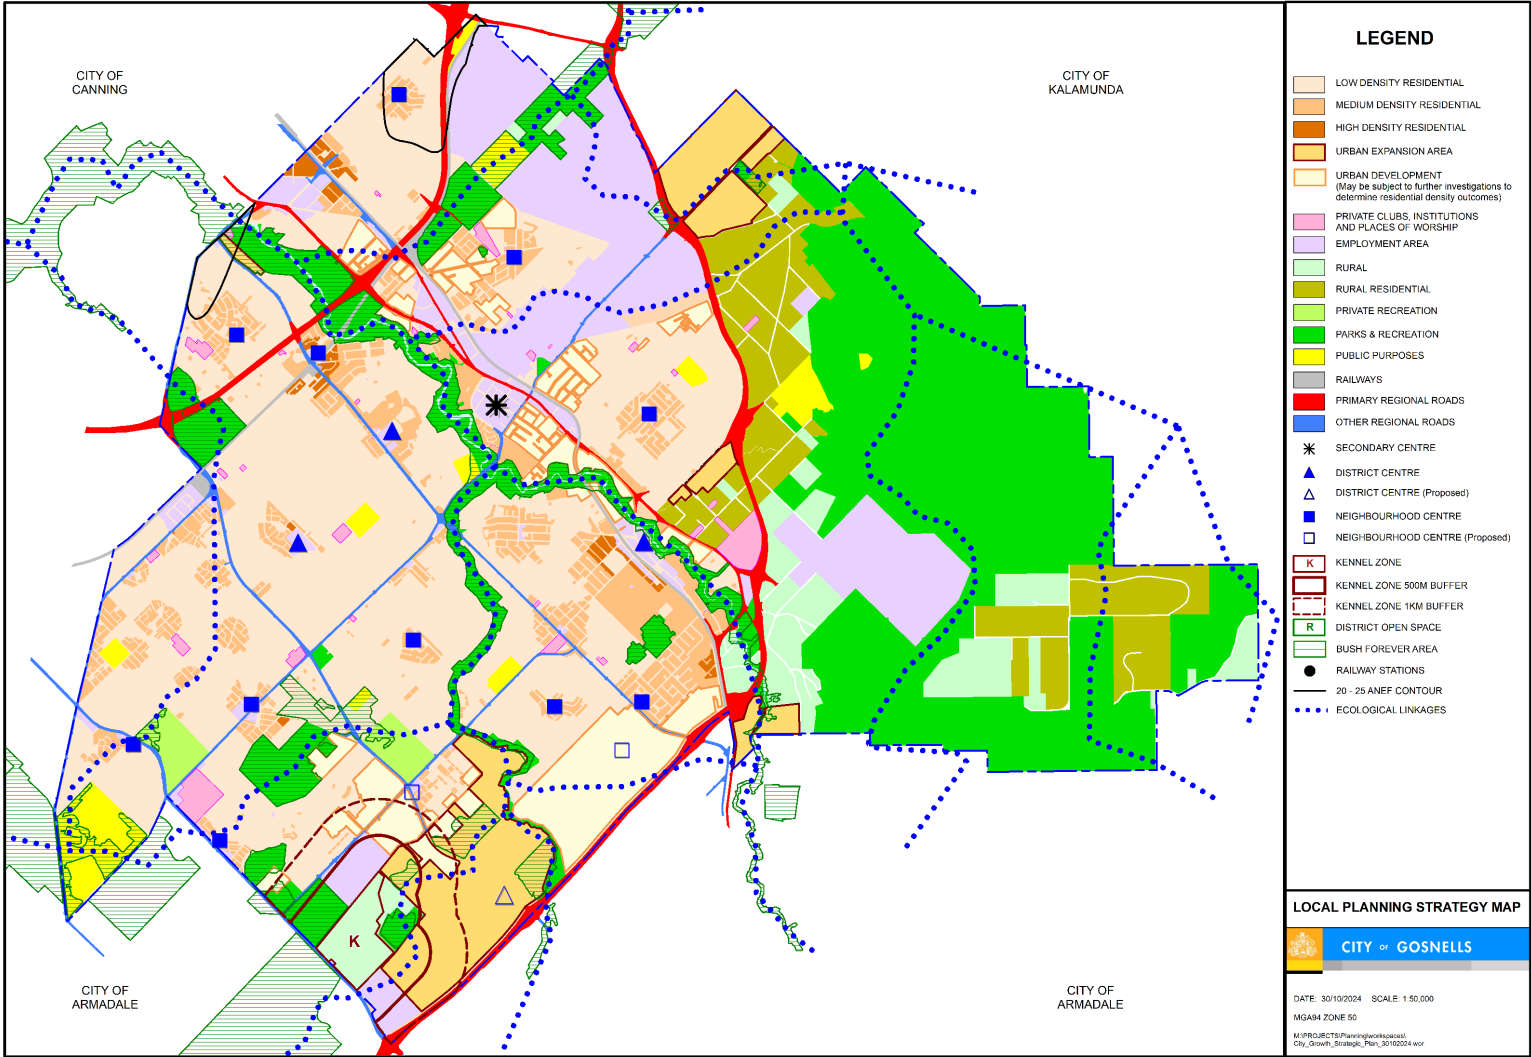 CITY OF
CANNING
CITY OF
KALAMUNDA
K
CITY OF
ARMADALE
CITY OF
ARMADALE
LEGEND
LOW DENSITY RESIDENTIAL
MEDIUM DENSITY RESIDENTIAL
HIGH DENSITY RESIDENTIAL
URBAN EXPANSION AREA
URBAN DEVELOPMENT
(May be subject to further investigations to
determine residential density outcomes)
PRIVATE CLUBS, INSTITUTIONS
AND PLACES OF WORSHIP
EMPLOYMENT AREA
RURAL
RURAL RESIDENTIAL
PRIVATE RECREATION
PARKS & RECREATION
PUBLIC PURPOSES
RAILWAYS
PRIMARY REGIONAL ROADS
OTHER REGIONAL ROADS
SECONDARY CENTRE
DISTRICT CENTRE
DISTRICT CENTRE (Proposed)
NEIGHBOURHOOD CENTRE
NEIGHBOURHOOD CENTRE (Proposed)
K KENNEL ZONE
KENNEL ZONE 500M BUFFER
KENNEL ZONE 1KM BUFFER
R DISTRICT OPEN SPACE
BUSH FOREVER AREA
RAILWAY STATIONS
20 - 25 ANEF CONTOUR
ECOLOGICAL LINKAGES
LOCAL PLANNING STRATEGY MAP
CITY OF GOSNELLS
DATE: 30/10/2024 SCALE: 1:50,000
MGA94 ZONE 50
M:\PROJECTS\Planning\workspaces\
City_Growth_Strategic_Plan_30102024.wor